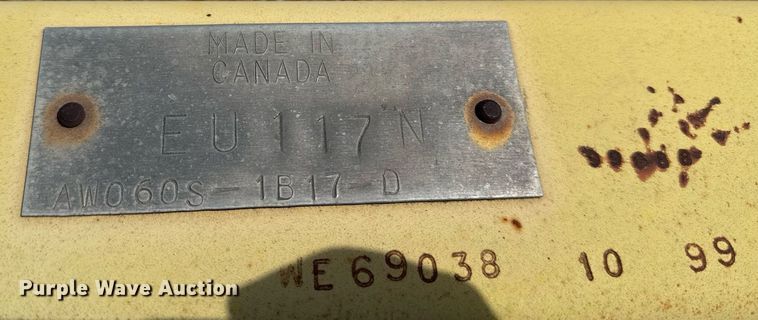 MADE IN
CANADA
EU117N
AW060S-1B17-D
WE69038 10 99
Purple Wave Auction